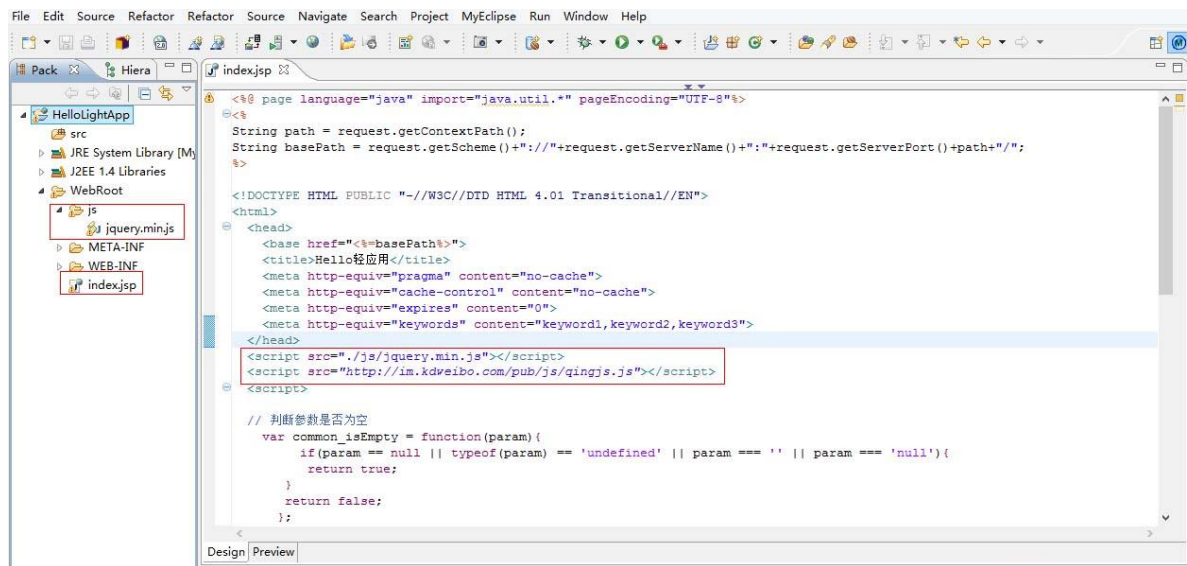 File Edit Source Refactor Refactor Source Navigate Search Project MyEclipse Run Window Help
Pack Hiera
HelloLightApp
src
JRE System Library [My
J2EE 1.4 Libraries
WebRoot
js
jquery.min.js
META-INF
WEB-INF
index.jsp
index.jsp
<%@ page language="java" import="java.util.*" pageEncoding="UTF-8"%>
<%
String path = request.getContextPath();
String basePath = request.getScheme()+"://"+request.getServerName()+":"+request.getServerPort()+path+"/";
%>
<!DOCTYPE HTML PUBLIC "-//W3C//DTD HTML 4.01 Transitional//EN">
<html>
<head>
<base href="<%=basePath%>">
<title>Hello轻应用</title>
<meta http-equiv="pragma" content="no-cache">
<meta http-equiv="cache-control" content="no-cache">
<meta http-equiv="expires" content="0">
<meta http-equiv="keywords" content="keyword1,keyword2,keyword3">
</head>
<script src="./js/jquery.min.js"></script>
<script src="http://im.kdweibo.com/pub/js/qingjs.js"></script>
<script>
// 判断参数是否为空
var common_isEmpty = function(param){
if(param == null || typeof(param) == 'undefined' || param === '' || param === 'null'){
return true;
}
return false;
};
Design Preview